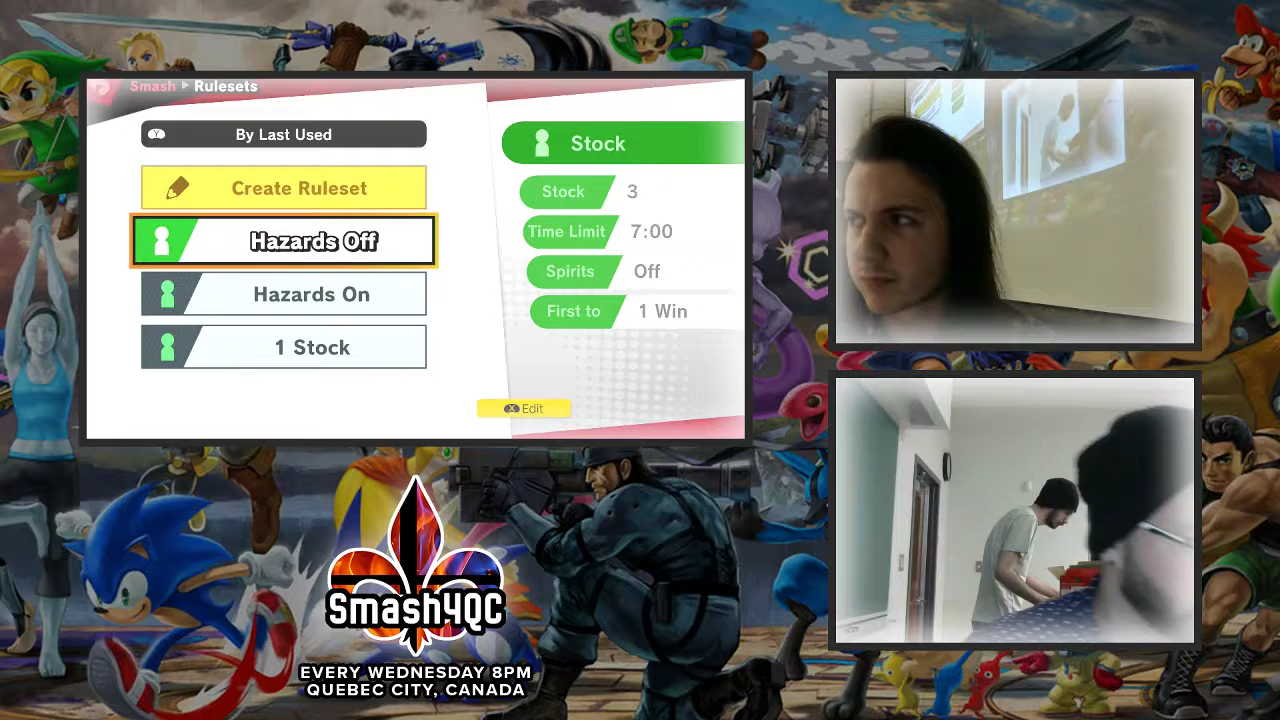 Smash ▸ Rulesets
By Last Used
Create Ruleset
Hazards Off
Hazards On
1 Stock
Stock
Stock 3
Time Limit 7:00
Spirits Off
First to 1 Win
X Edit
Smash4QC
EVERY WEDNESDAY 8PM
QUEBEC CITY, CANADA